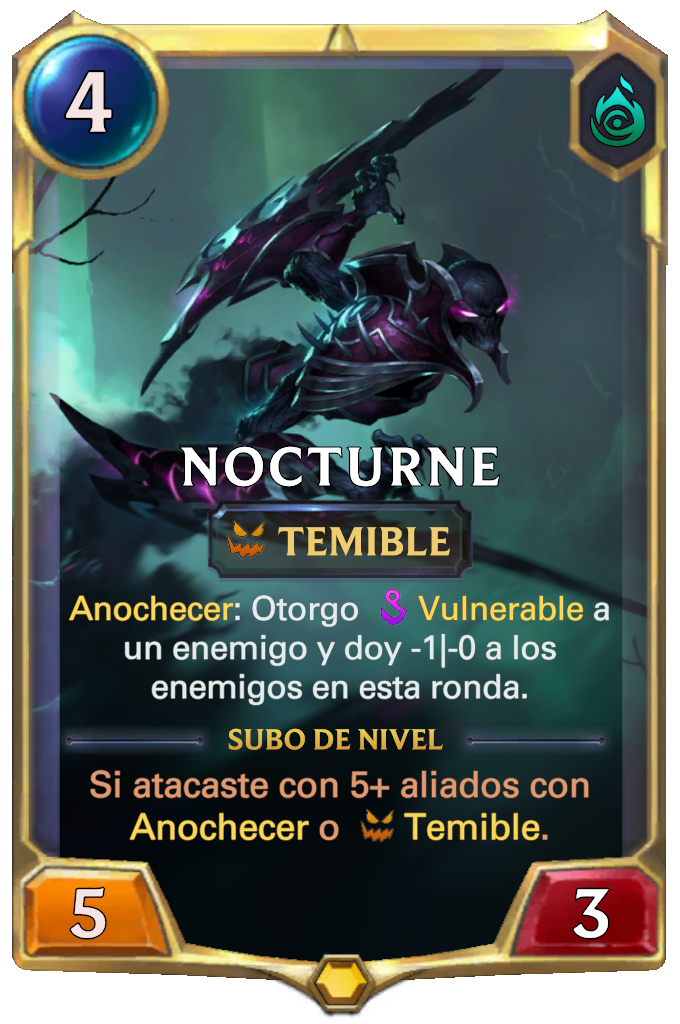 4
NOCTURNE
TEMIBLE
Anochecer: Otorgo Vulnerable a
un enemigo y doy -1|-0 a los
enemigos en esta ronda.
SUBO DE NIVEL
Si atacaste con 5+ aliados con
Anochecer o Temible.
5
3